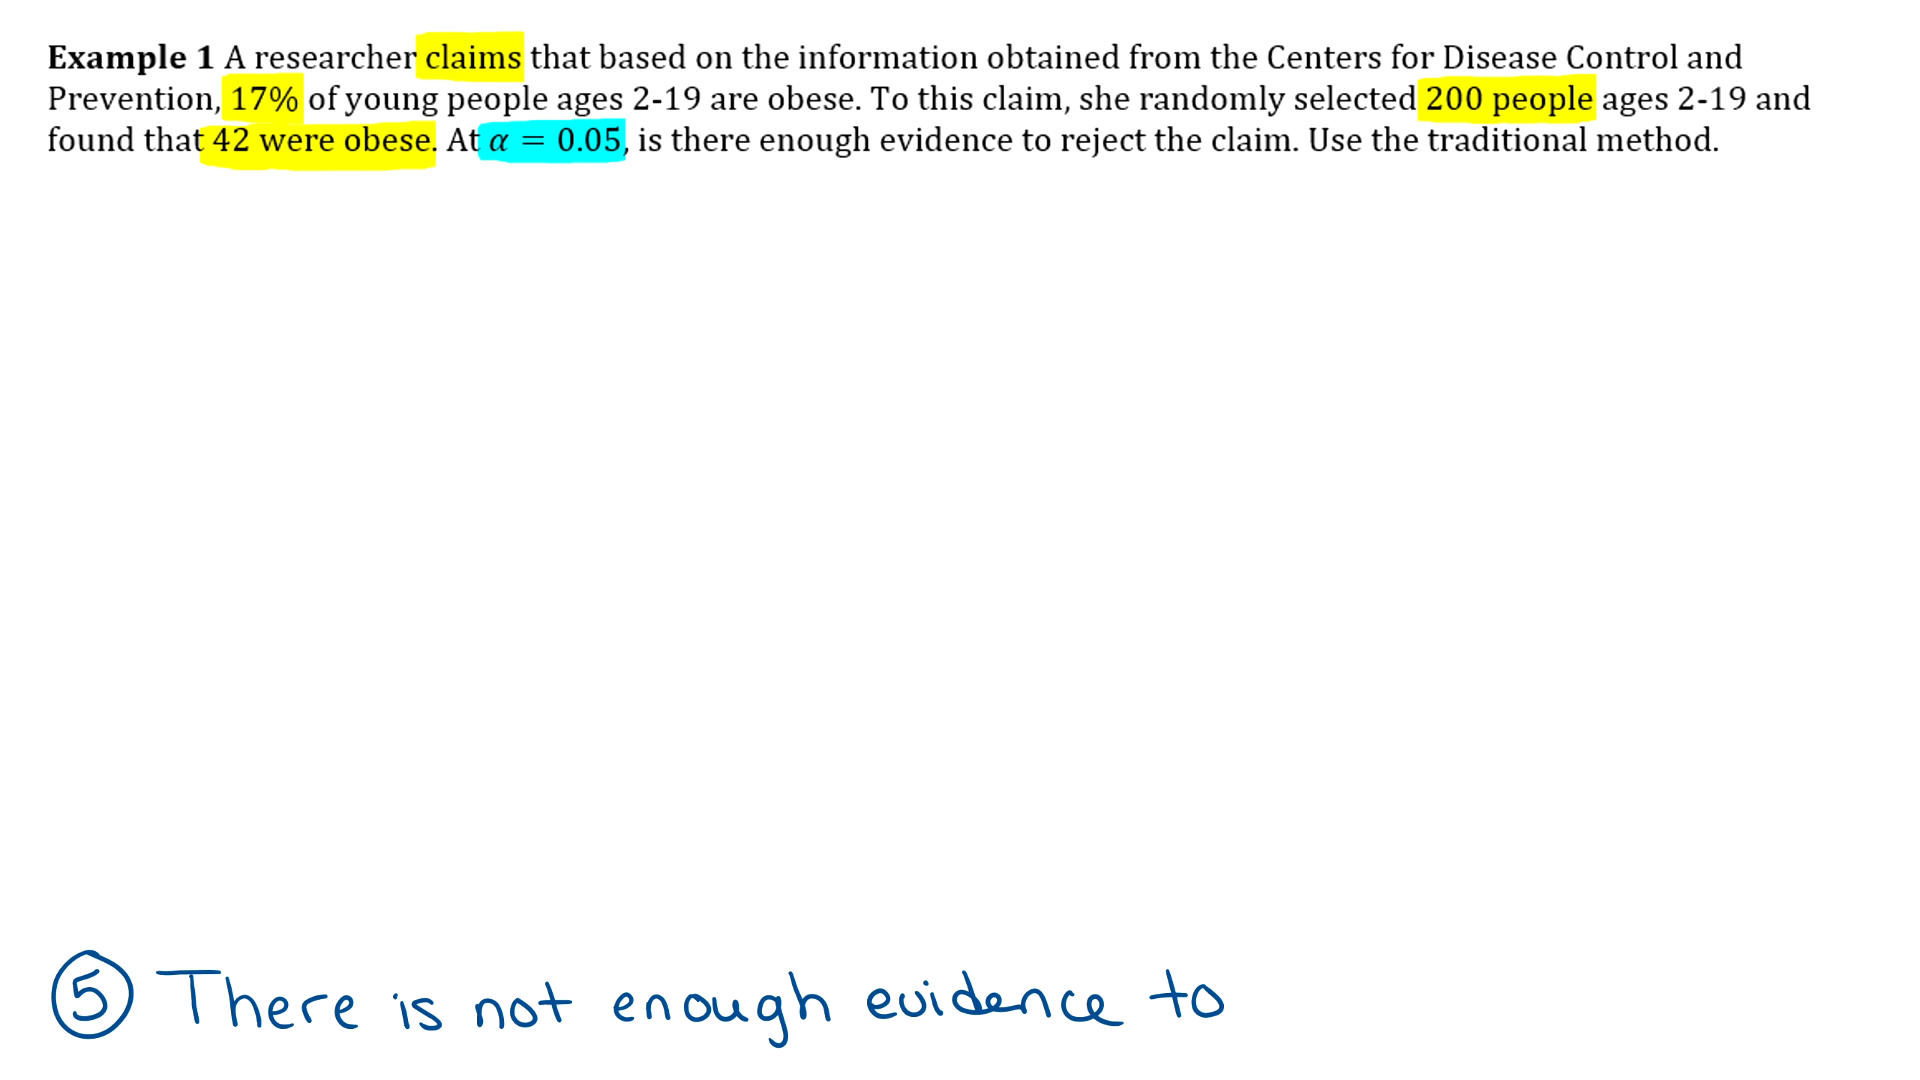 Example 1 A researcher claims that based on the information obtained from the Centers for Disease Control and
Prevention, 17% of young people ages 2-19 are obese. To this claim, she randomly selected 200 people ages 2-19 and
found that 42 were obese. At α = 0.05, is there enough evidence to reject the claim. Use the traditional method.
⑤ There is not enough evidence to